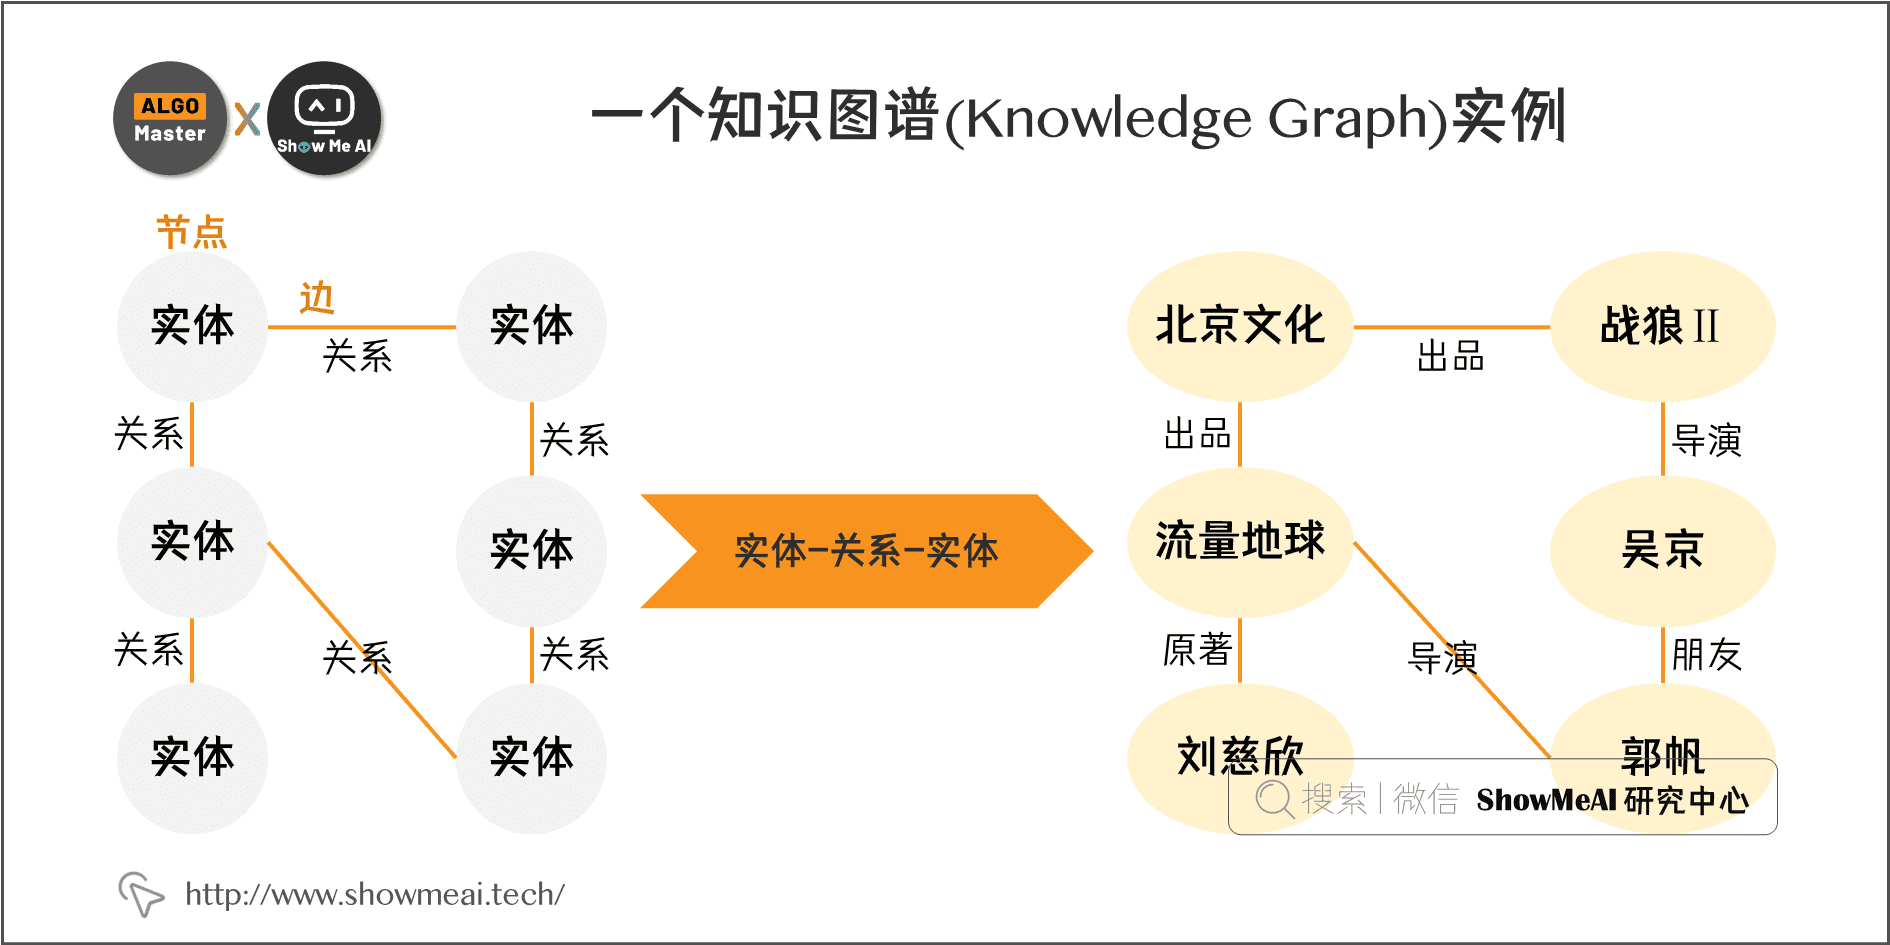 ALGO
Master
X
Show Me AI
一个知识图谱(Knowledge Graph)实例
节点
边
实体
实体
关系
关系
关系
实体
实体
关系
关系
关系
实体
实体
实体-关系-实体
北京文化
战狼 II
出品
出品
导演
流量地球
吴京
原著
导演
朋友
刘慈欣
郭帆
搜索 | 微信 ShowMeAI 研究中心
http://www.showmeai.tech/